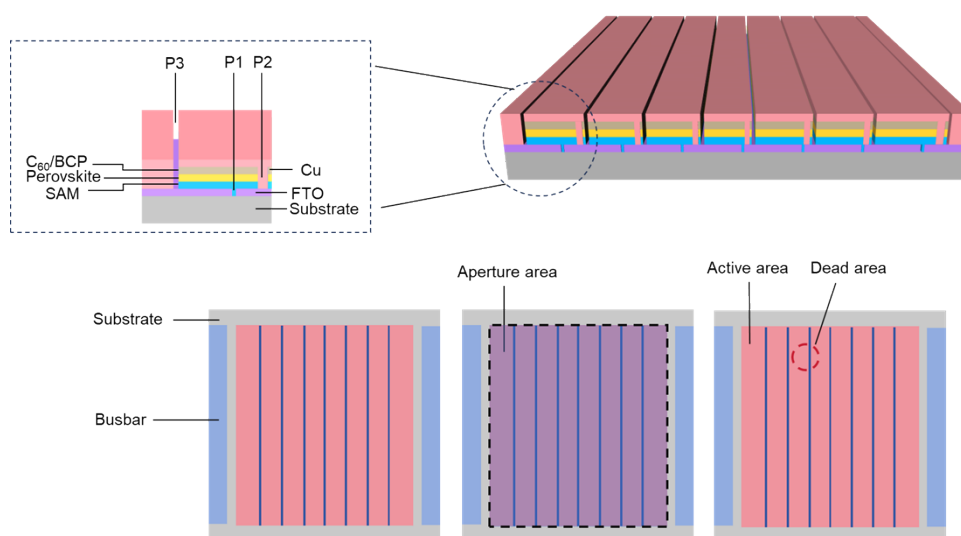 P3
P1
P2
C₆₀/BCP
Perovskite
SAM
Cu
FTO
Substrate
Aperture area
Active area
Dead area
Substrate
Busbar